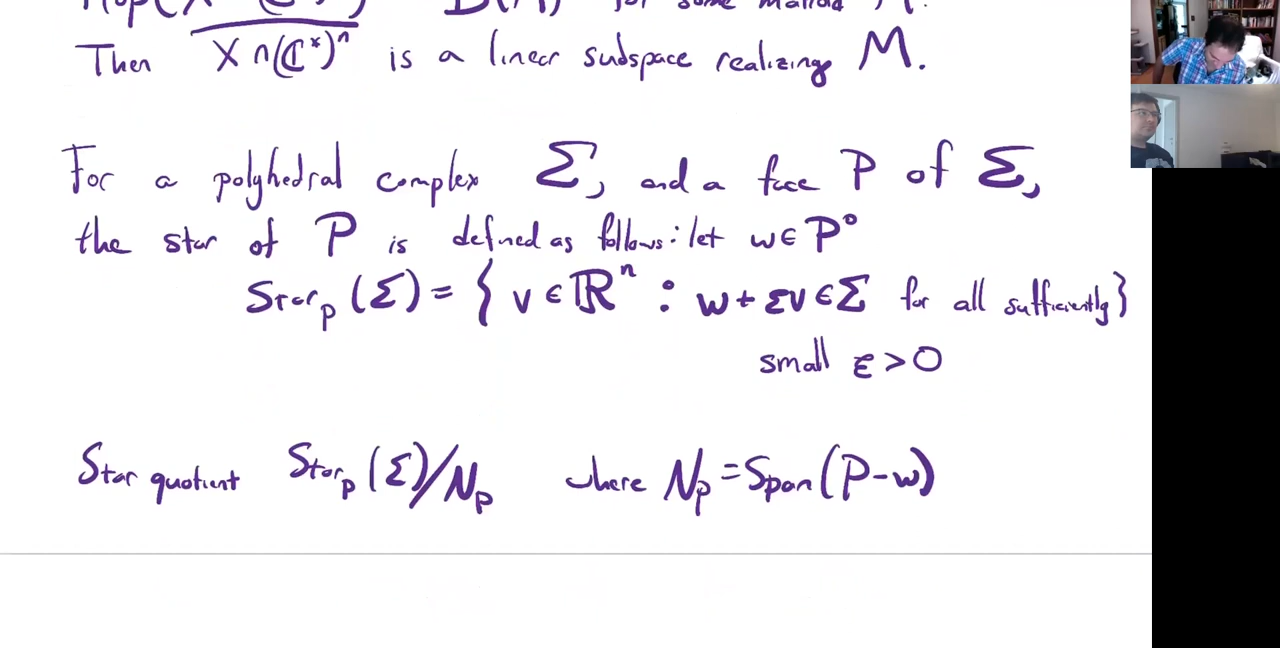 Then X ∩ (ℂ*)ⁿ is a linear subspace realizing M.
For a polyhedral complex Σ, and a face P of Σ,
the star of P is defined as follows: let w ∈ P°
Star_P(Σ) = { v ∈ ℝⁿ : w + εv ∈ Σ for all sufficiently }
small ε > 0
Star quotient Star_P(Σ)/N_P where N_P = Span(P - w)